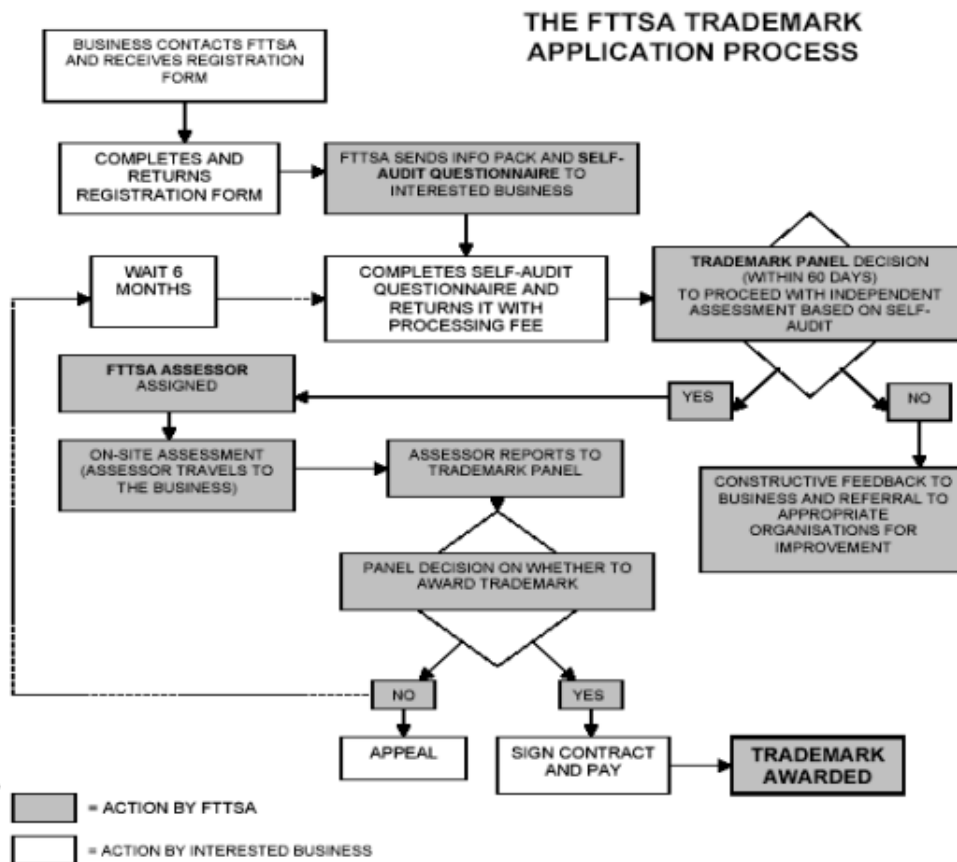 THE FTTSA TRADEMARK
APPLICATION PROCESS
BUSINESS CONTACTS FTTSA
AND RECEIVES REGISTRATION
FORM
COMPLETES AND
RETURNS
REGISTRATION FORM
FTTSA SENDS INFO PACK AND SELF-
AUDIT QUESTIONNAIRE TO
INTERESTED BUSINESS
WAIT 6
MONTHS
COMPLETES SELF-AUDIT
QUESTIONNAIRE AND
RETURNS IT WITH
PROCESSING FEE
TRADEMARK PANEL DECISION
(WITHIN 60 DAYS)
TO PROCEED WITH INDEPENDENT
ASSESSMENT BASED ON SELF-
AUDIT
FTTSA ASSESSOR
ASSIGNED
YES
NO
ON-SITE ASSESSMENT
(ASSESSOR TRAVELS TO
THE BUSINESS)
ASSESSOR REPORTS TO
TRADEMARK PANEL
CONSTRUCTIVE FEEDBACK TO
BUSINESS AND REFERRAL TO
APPROPRIATE
ORGANISATIONS FOR
IMPROVEMENT
PANEL DECISION ON WHETHER TO
AWARD TRADEMARK
NO
YES
APPEAL
SIGN CONTRACT
AND PAY
TRADEMARK
AWARDED
= ACTION BY FTTSA
= ACTION BY INTERESTED BUSINESS